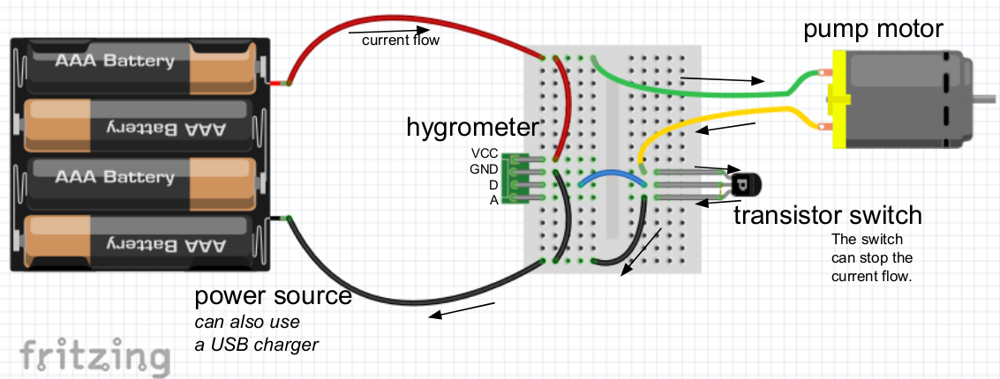 AAA Battery
AAA Battery
AAA Battery
AAA Battery
current flow
pump motor
hygrometer
VCC
GND
D
A
P
transistor switch
The switch
can stop the
current flow.
power source
can also use
a USB charger
fritzing